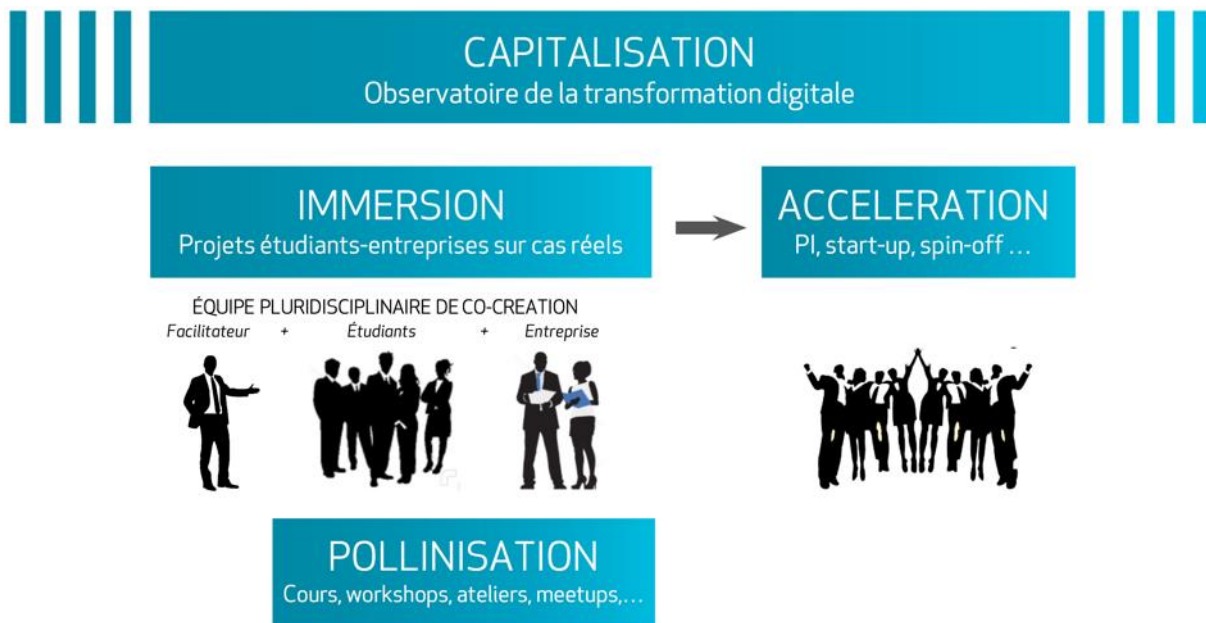 CAPITALISATION
Observatoire de la transformation digitale
IMMERSION
Projets étudiants-entreprises sur cas réels
ACCELERATION
PI, start-up, spin-off ...
ÉQUIPE PLURIDISCIPLINAIRE DE CO-CREATION
Facilitateur + Étudiants + Entreprise
POLLINISATION
Cours, workshops, ateliers, meetups,...